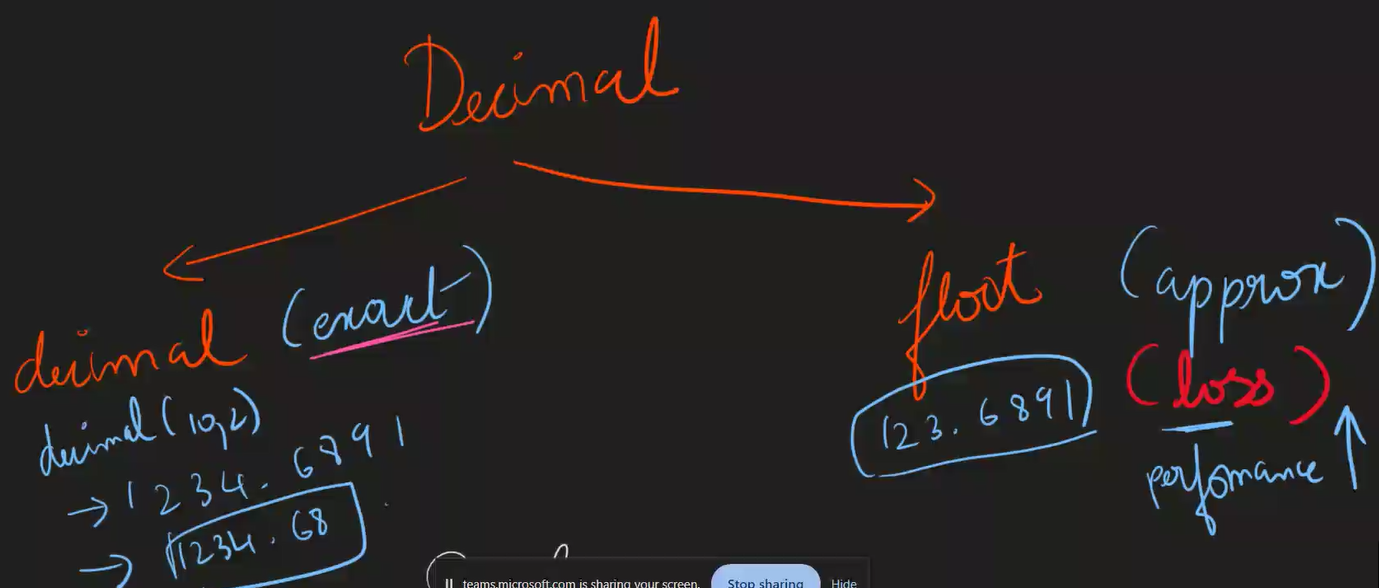 Decimal
decimal (exact)
decimal (10,2)
→ 1234.6891
→ 1234.68
float (approx)
(loss)
123.6891
perfomance ↑
teams.microsoft.com is sharing your screen.
Stop sharing
Hide